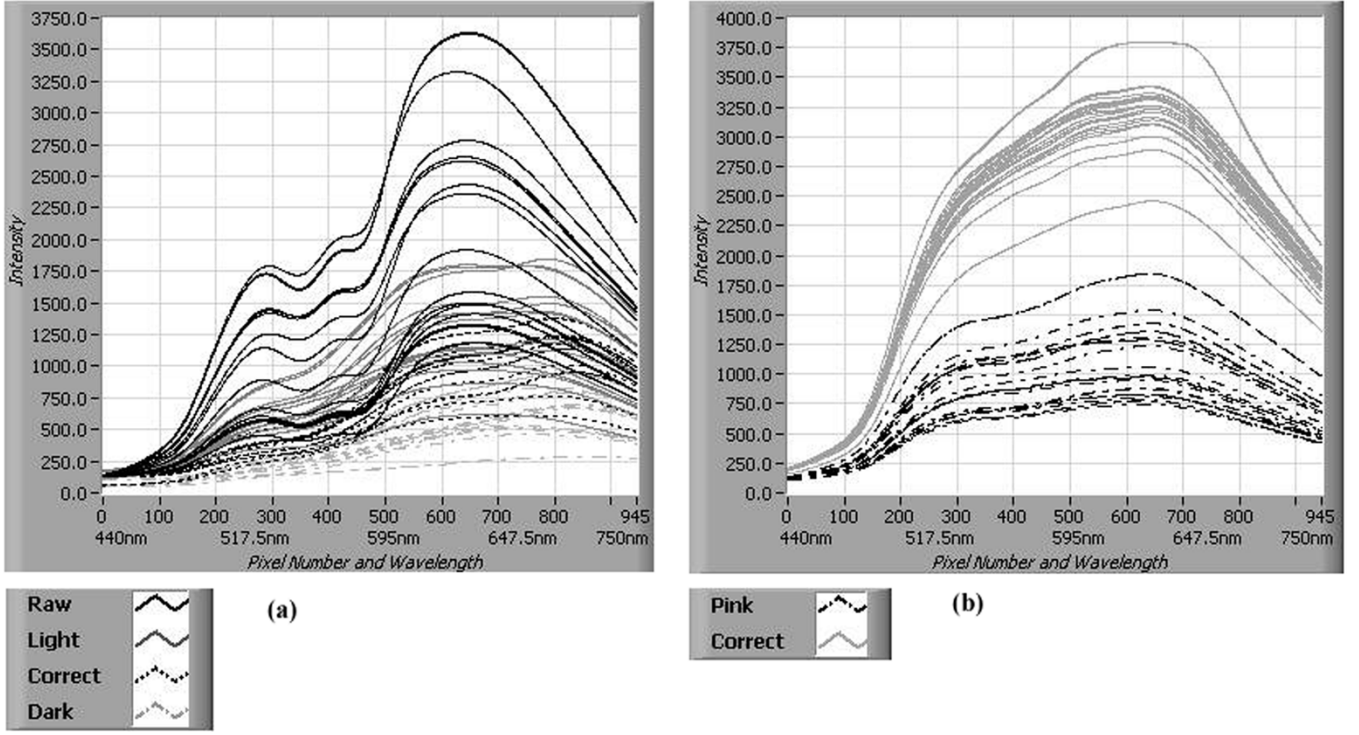 3750.0
3500.0
3250.0
3000.0
2750.0
2500.0
2250.0
2000.0
1750.0
1500.0
1250.0
1000.0
750.0
500.0
250.0
0.0
Intensity
0 100 200 300 400 500 600 700 800 945
440nm 517.5nm 595nm 647.5nm 750nm
Pixel Number and Wavelength
Raw
Light
Correct
Dark
(a)
4000.0
3750.0
3500.0
3250.0
3000.0
2750.0
2500.0
2250.0
2000.0
1750.0
1500.0
1250.0
1000.0
750.0
500.0
250.0
0.0
Intensity
0 100 200 300 400 500 600 700 800 945
440nm 517.5nm 595nm 647.5nm 750nm
Pixel Number and Wavelength
Pink
Correct
(b)